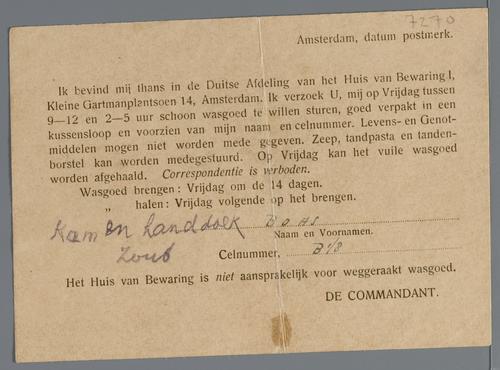 7270
Amsterdam, datum postmerk.
Ik bevind mij thans in de Duitse Afdeling van het Huis van Bewaring I,
Kleine Gartmanplantsoen 14, Amsterdam. Ik verzoek U, mij op Vrijdag tussen
9—12 en 2—5 uur schoon wasgoed te willen sturen, goed verpakt in een
kussensloop en voorzien van mijn naam en celnummer. Levens- en Genot-
middelen mogen niet worden mede gegeven. Zeep, tandpasta en tanden-
borstel kan worden medegestuurd. Op Vrijdag kan het vuile wasgoed
worden afgehaald. Correspondentie is verboden.
Wasgoed brengen: Vrijdag om de 14 dagen.
„ halen: Vrijdag volgende op het brengen.
Kam en handdoek Boas
Naam en Voornamen.
Zout Celnummer, B 1/8
Het Huis van Bewaring is niet aansprakelijk voor weggeraakt wasgoed.
DE COMMANDANT.